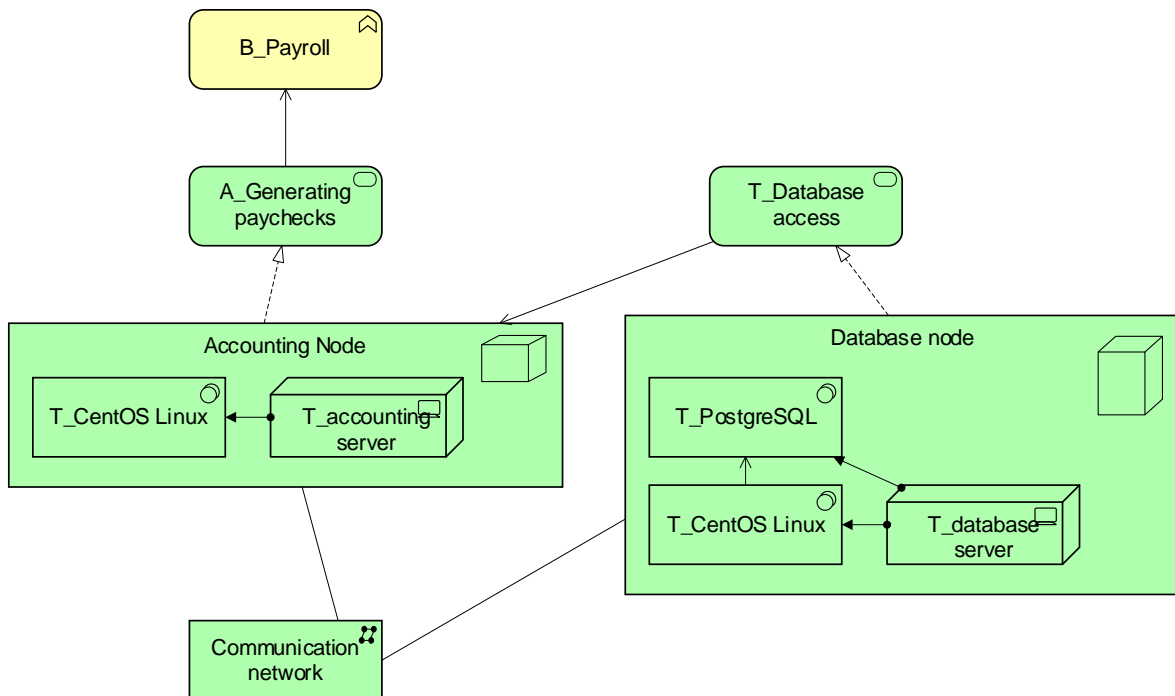 B_Payroll
A_Generating
paychecks
T_Database
access
Accounting Node
T_CentOS Linux
T_accounting
server
Database node
T_PostgreSQL
T_CentOS Linux
T_database
server
Communication
network